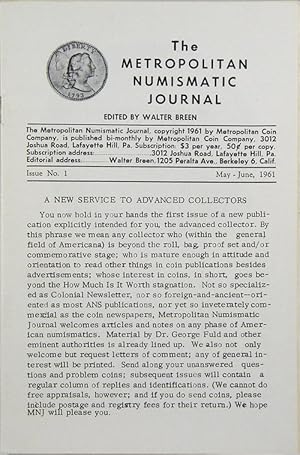 LIBERTY
1793
The
METROPOLITAN
NUMISMATIC
JOURNAL
EDITED BY WALTER BREEN
The Metropolitan Numismatic Journal, copyright 1961 by Metropolitan Coin
Company, is published bi-monthly by Metropolitan Coin Company, 3012
Joshua Road, Lafayette Hill, Pa. Subscription: $3 per year, 50¢ per copy.
Subscription address: 3012 Joshua Road, Lafayette Hill, Pa.
Editorial address Walter Breen, 1205 Peralta Ave., Berkeley 6, Calif.
Issue No. 1 May - June, 1961
A NEW SERVICE TO ADVANCED COLLECTORS
You now hold in your hands the first issue of a new publi-
cation explicitly intended for you, the advanced collector. By
this phrase we mean any collector who (within the general
field of Americana) is beyond the roll, bag, proof set and/or
commemorative stage; who is mature enough in attitude and
orientation to read other things in coin publications besides
advertisements; whose interest in coins, in short, goes be-
yond the How Much Is It Worth stagnation. Not so specializ-
ed as Colonial Newsletter, nor so foreign-and-ancient--ori-
ented as most ANS publications, nor yet so inveterately com-
mercial as the coin newspapers, Metropolitan Numismatic
Journal welcomes articles and notes on any phase of Amer-
ican numismatics. Material by Dr. George Fuld and other
eminent authorities is already lined up. We also not only
welcome but request letters of comment; any of general in-
terest will be printed. Send along your unanswered ques-
tions and problem coins; subsequent issues will contain a
regular column of replies and identifications. (We cannot do
free appraisals, however; and if you do send coins, please
include postage and registry fees for their return.) We hope
MNJ will please you.